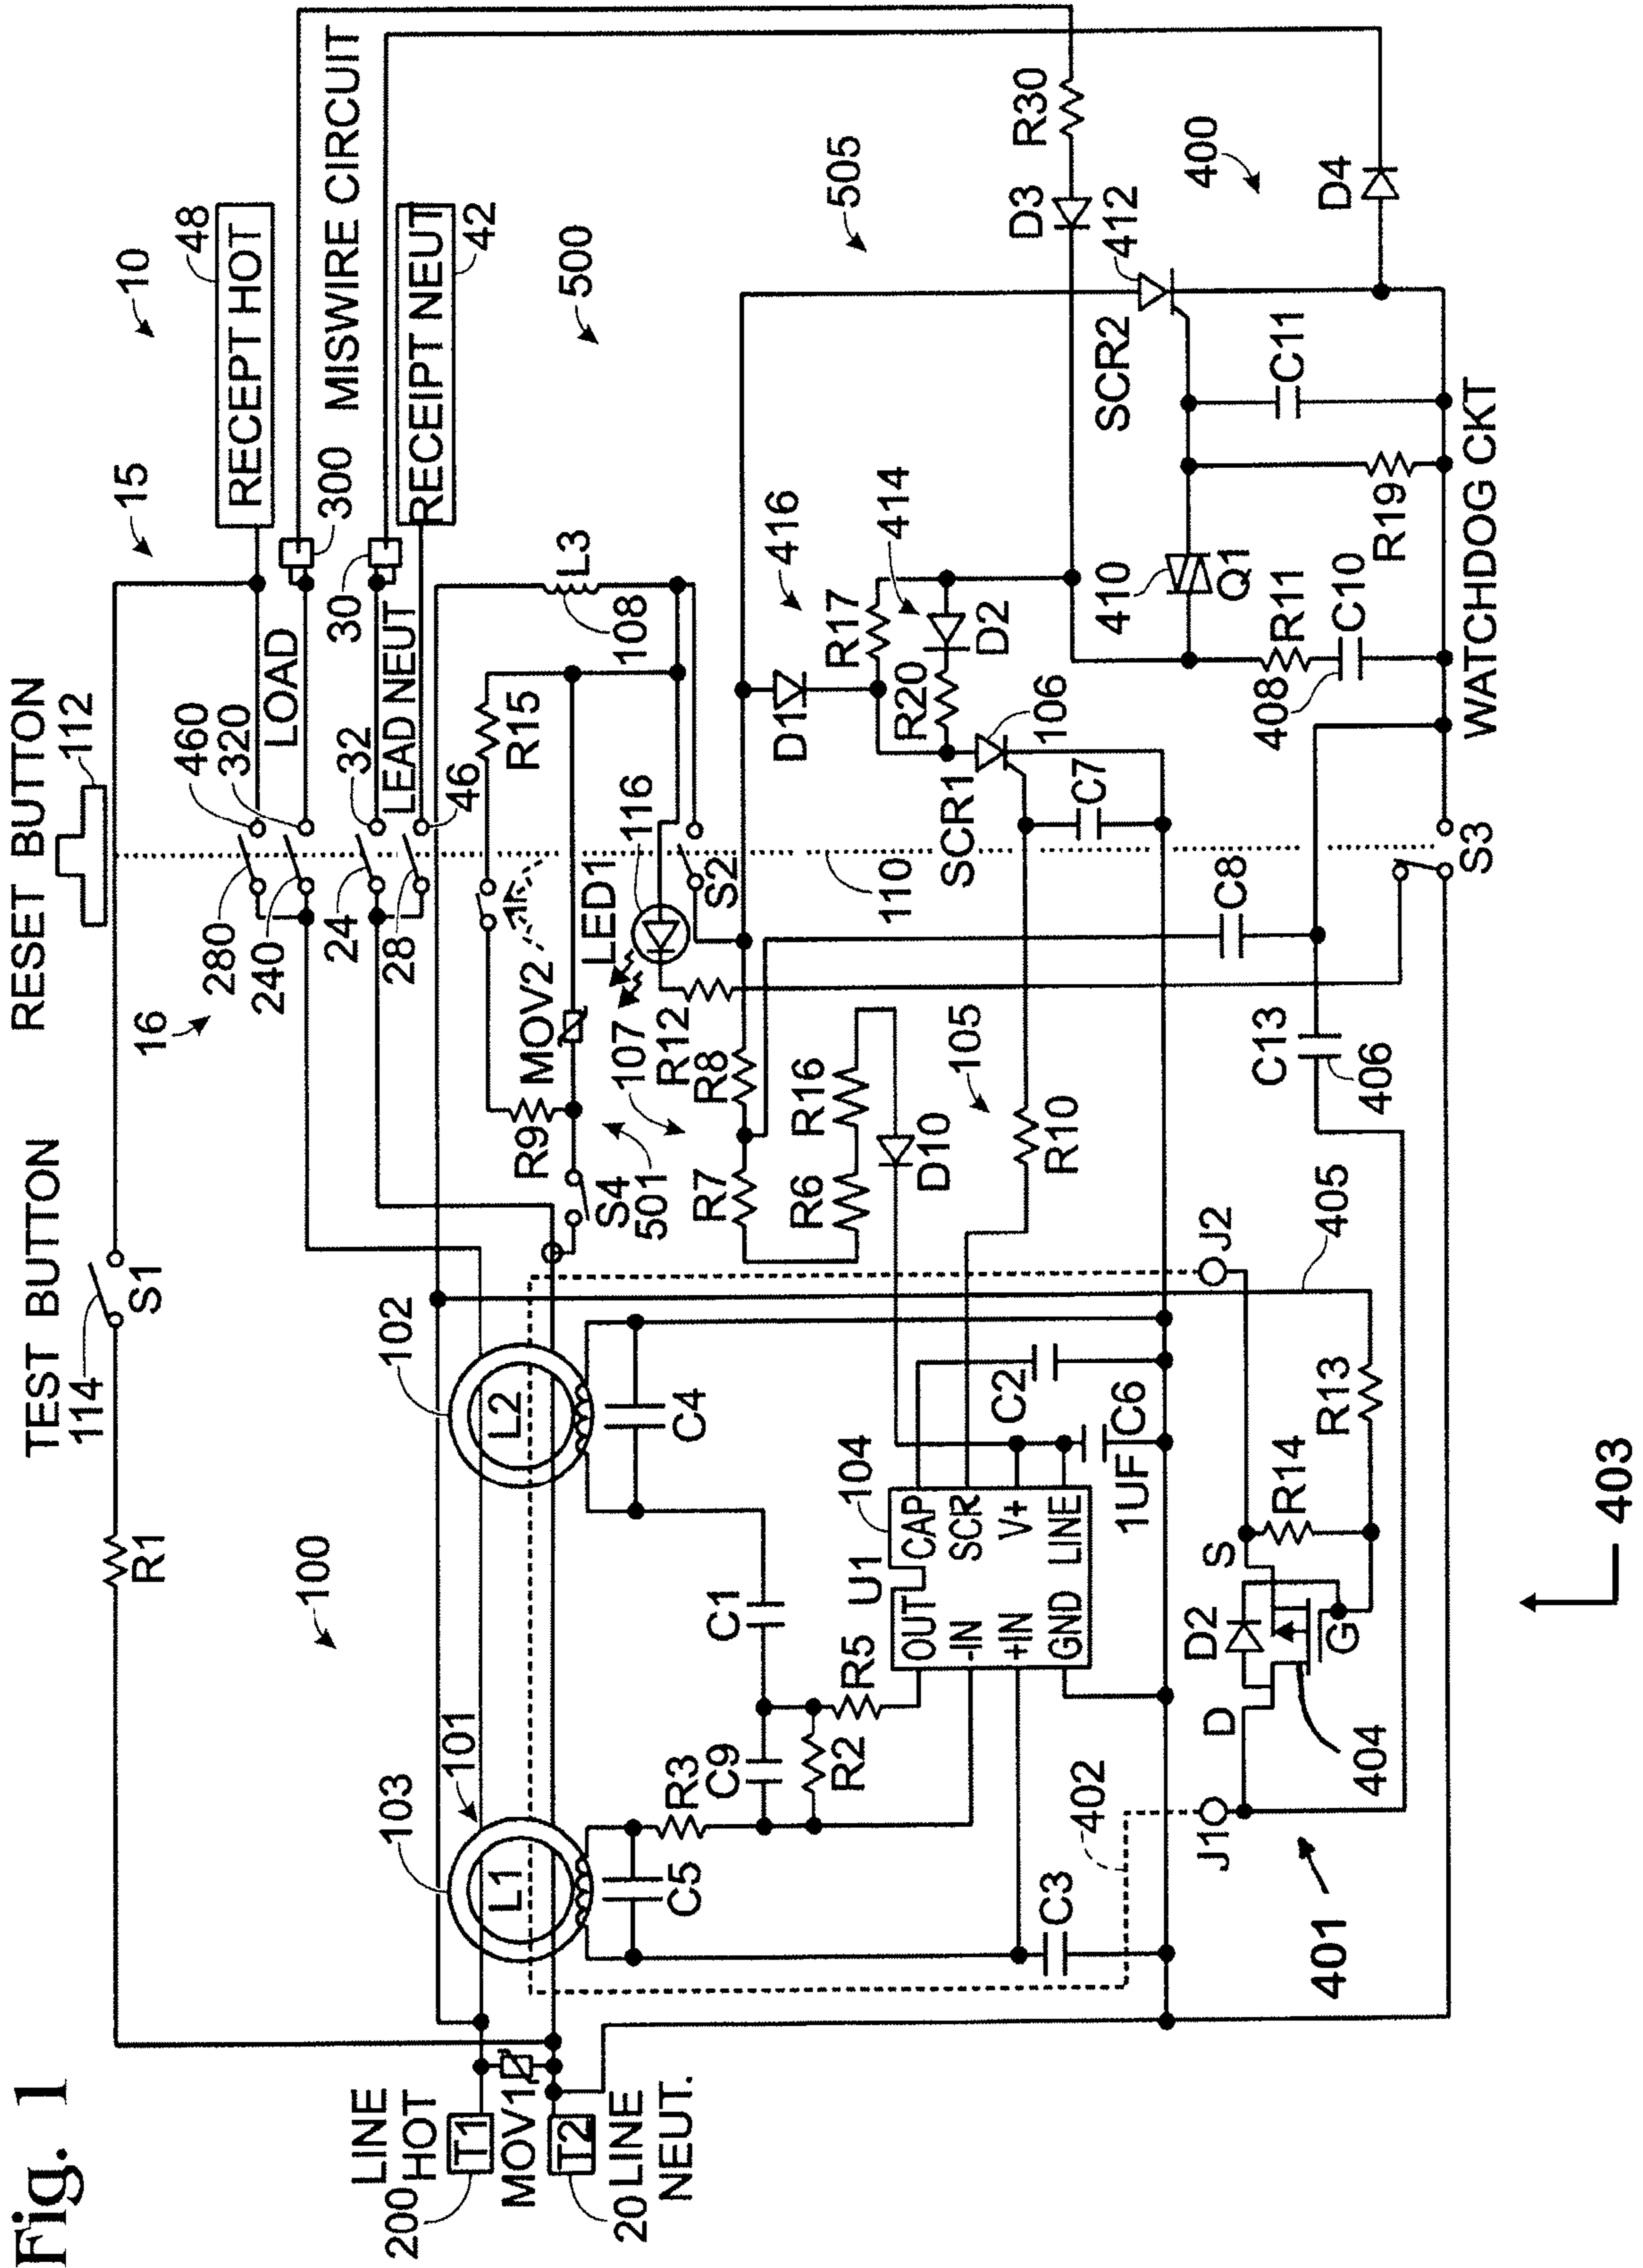 Fig. 1
RESET BUTTON
112
TEST BUTTON
114
S1
R1
10
15
16
48
RECEPT HOT
460
320
LOAD
300
MISWIRE CIRCUIT
280
240
32
24
30
LEAD NEUT
RECEIPT NEUT
42
28
46
100
102
103
101
L1
L2
LINE
HOT
200
T1
MOV1
T2
20
LINE
NEUT.
500
505
R15
L3
108
MOV2
R9
S4
501
LED1
116
107
R12
S2
R8
R7
R6
R16
D10
105
R10
110
C4
C5
R3
C9
R2
C1
R5
U1
104
OUT
-IN
+IN
GND
CAP
SCR
V+
LINE
C2
C6
1UF
C3
402
D1
416
R17
414
R20
D2
SCR1
106
C7
C8
C13
406
D3
R30
412
SCR2
400
D4
410
Q1
R11
408
C10
R19
C11
WATCHDOG CKT
S3
J2
405
R13
R14
S
D2
D
G
404
J1
401
403